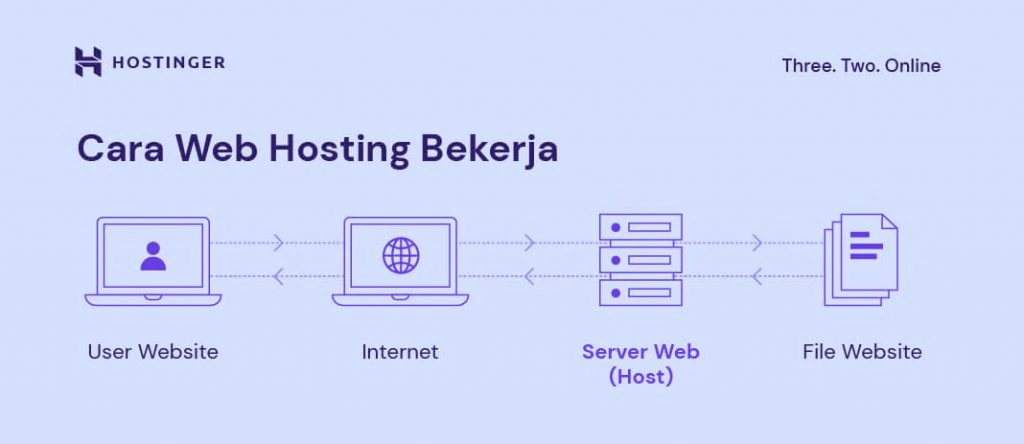 HOSTINGER
Three. Two. Online
Cara Web Hosting Bekerja
User Website
Internet
Server Web
(Host)
File Website